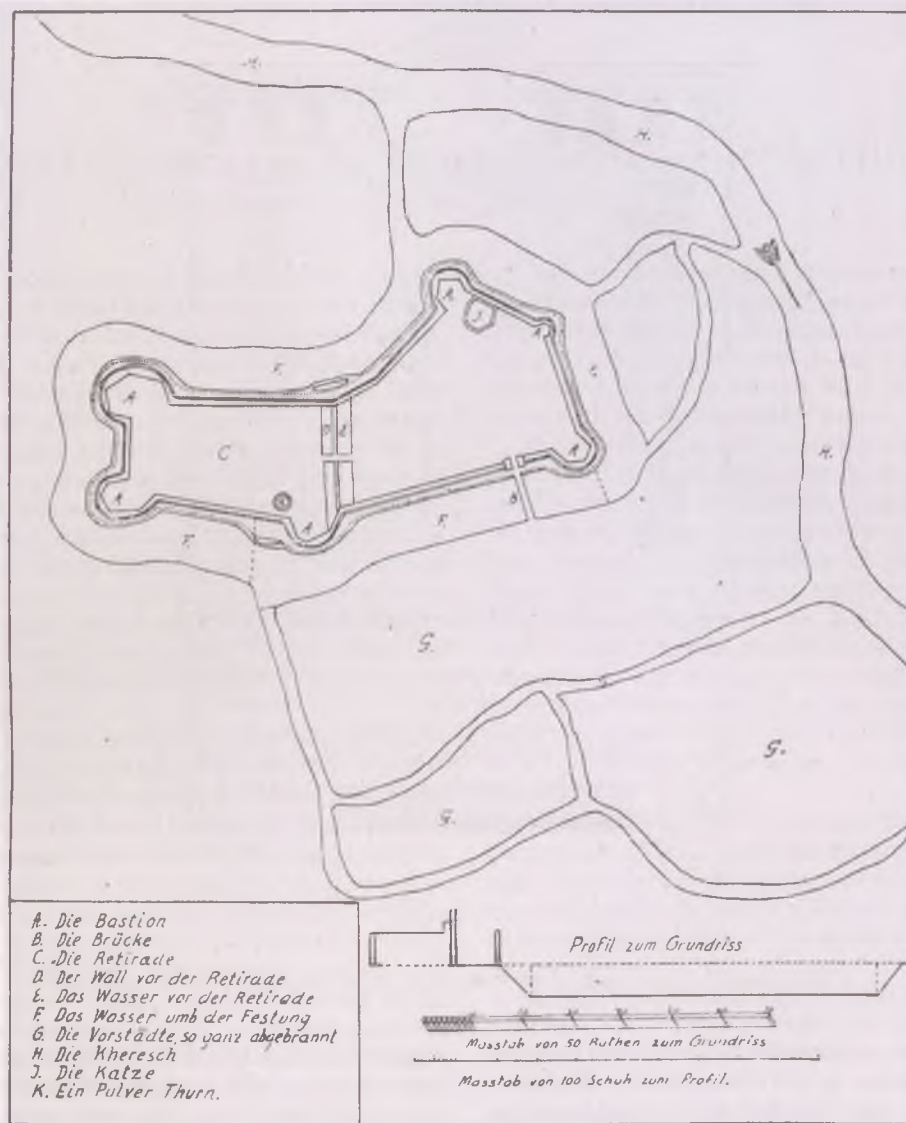 H.
H.
A
J
A
F.
E.
A
D
E
C
H.
A
K
A
A
B
F.
F.
G.
G.
G.
A. Die Bastion
B. Die Brücke
C. Die Retirade
D. Der Wall vor der Retirade
E. Das Wasser vor der Retirade
F. Das Wasser umb der Festung
G. Die Vorstädte, so ganz abgebrannt
H. Die Kheresch
J. Die Katze
K. Ein Pulver Thurn.
Profil zum Grundriss
Masstab von 50 Ruthen zum Grundriss
Masstab von 100 Schuh zum Profil.